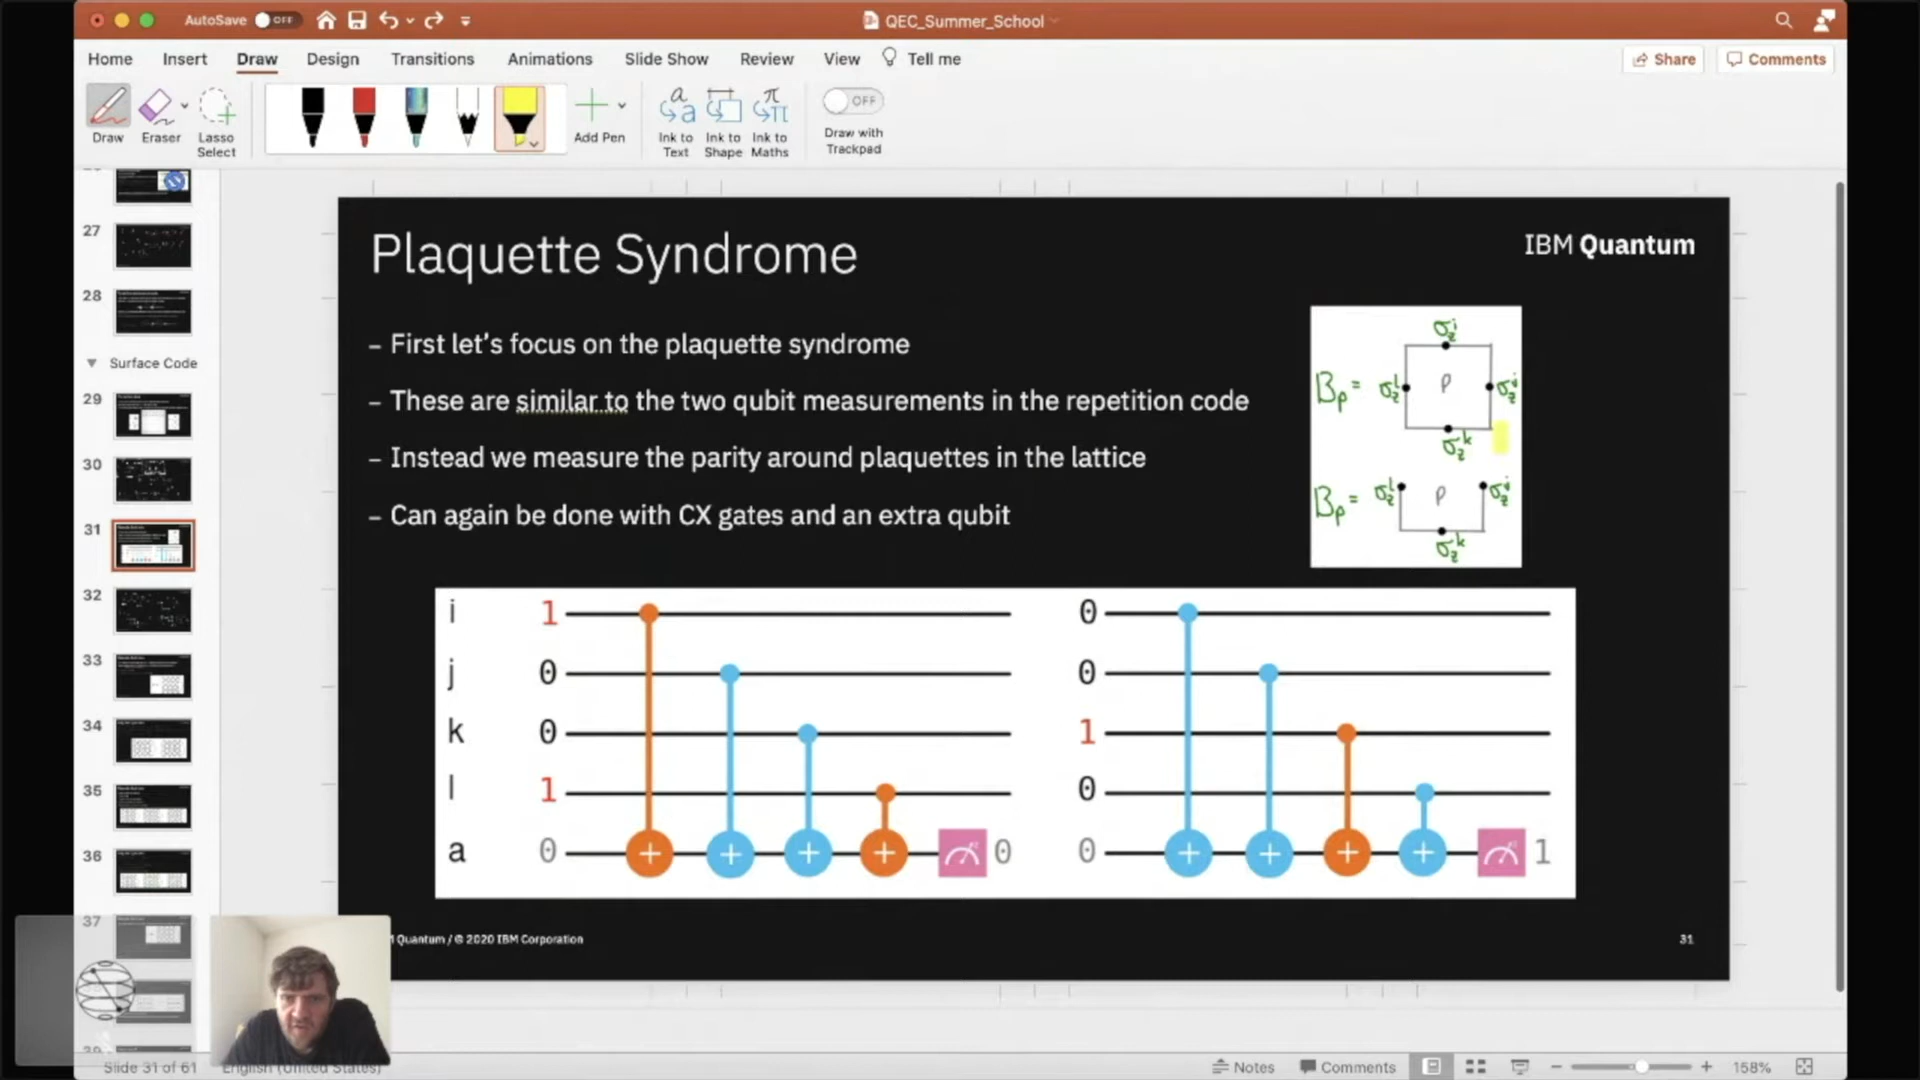 AutoSave OFF
QEC_Summer_School
Home Insert Draw Design Transitions Animations Slide Show Review View Tell me
Share Comments
Draw
Eraser
Lasso
Select
Add Pen
Ink to
Text
Ink to
Shape
Ink to
Maths
OFF
Draw with
Trackpad
27
28
Surface Code
29
30
31
32
33
34
35
36
37
Plaquette Syndrome
IBM Quantum
– First let's focus on the plaquette syndrome
– These are similar to the two qubit measurements in the repetition code
– Instead we measure the parity around plaquettes in the lattice
– Can again be done with CX gates and an extra qubit
i 1 0
j 0 0
k 0 1
l 1 0
a 0 0 0 1
Quantum / © 2020 IBM Corporation
31
Slide 31 of 61 English (United States)
Notes Comments 158%